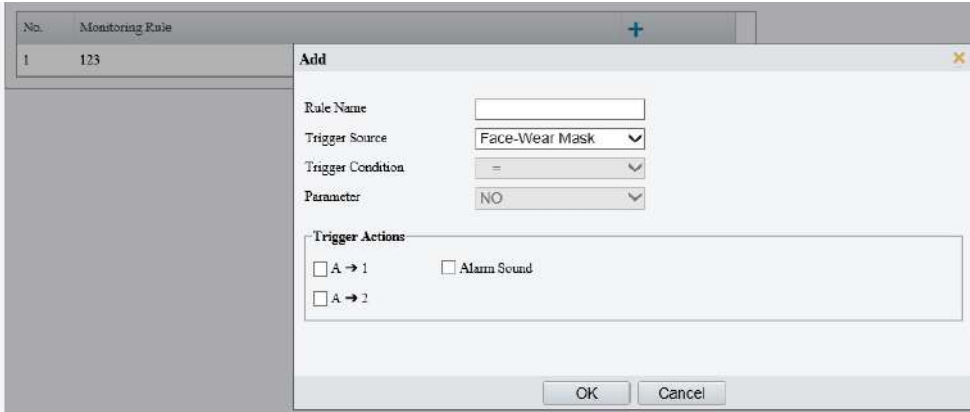 No. Monitoring Rule +
1 123
Add
Rule Name
Trigger Source Face-Wear Mask
Trigger Condition =
Parameter NO
Trigger Actions
A ➔ 1 Alarm Sound
A ➔ 2
OK Cancel